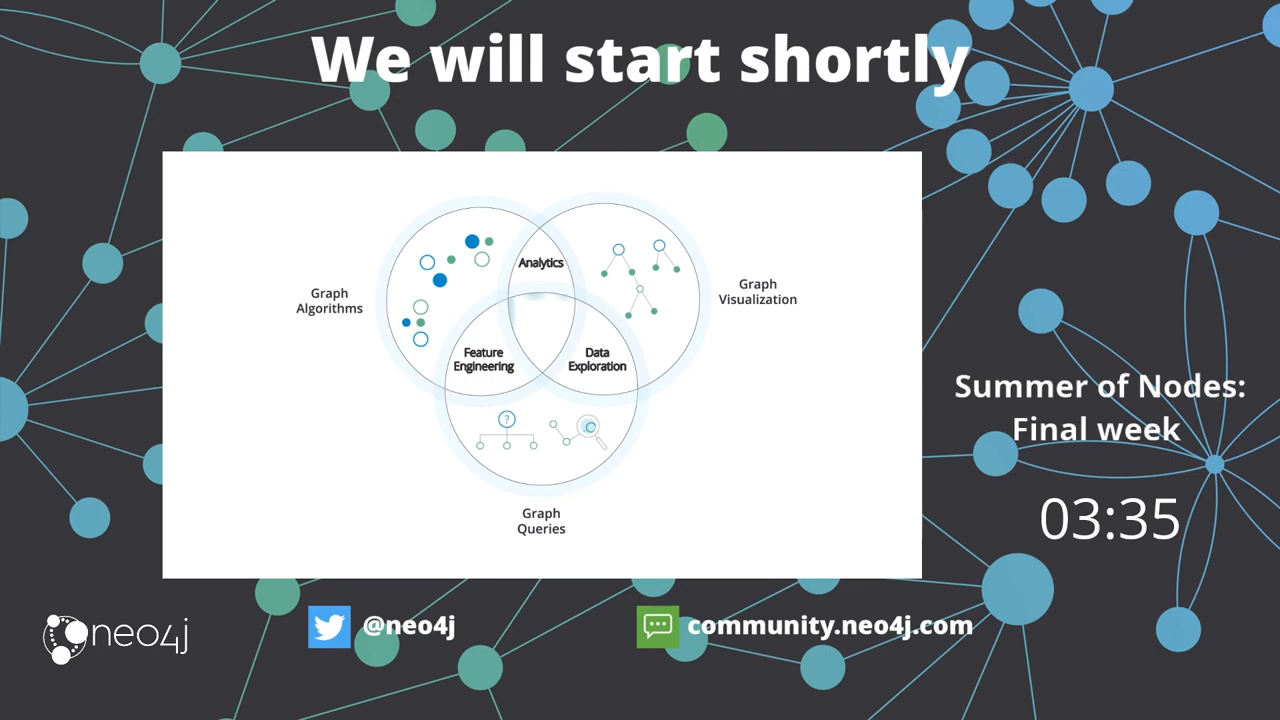 We will start shortly
Analytics
Graph
Algorithms
Graph
Visualization
Feature
Engineering
Data
Exploration
?
Graph
Queries
Summer of Nodes:
Final week
03:35
neo4j
@neo4j
community.neo4j.com